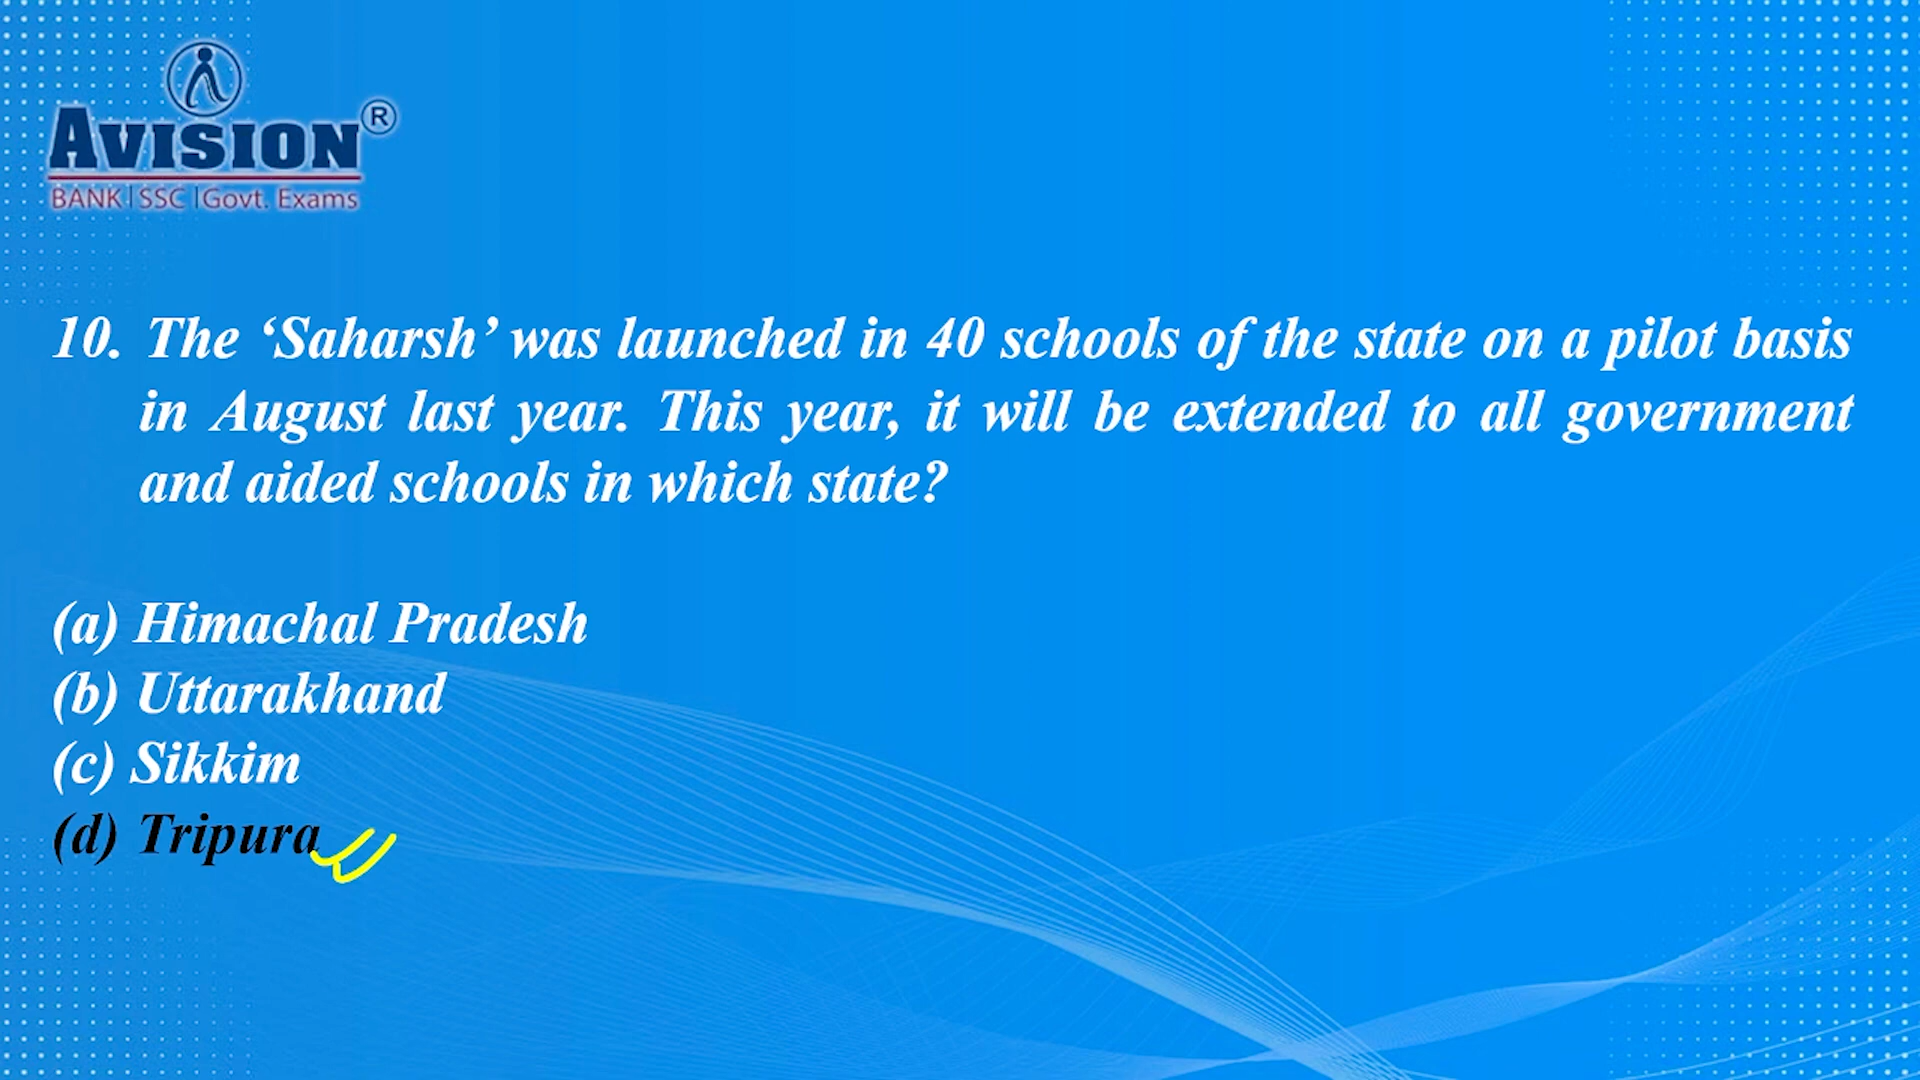 AVISION®
BANK | SSC | Govt. Exams
10. The ‘Saharsh’ was launched in 40 schools of the state on a pilot basis
in August last year. This year, it will be extended to all government
and aided schools in which state?
(a) Himachal Pradesh
(b) Uttarakhand
(c) Sikkim
(d) Tripura